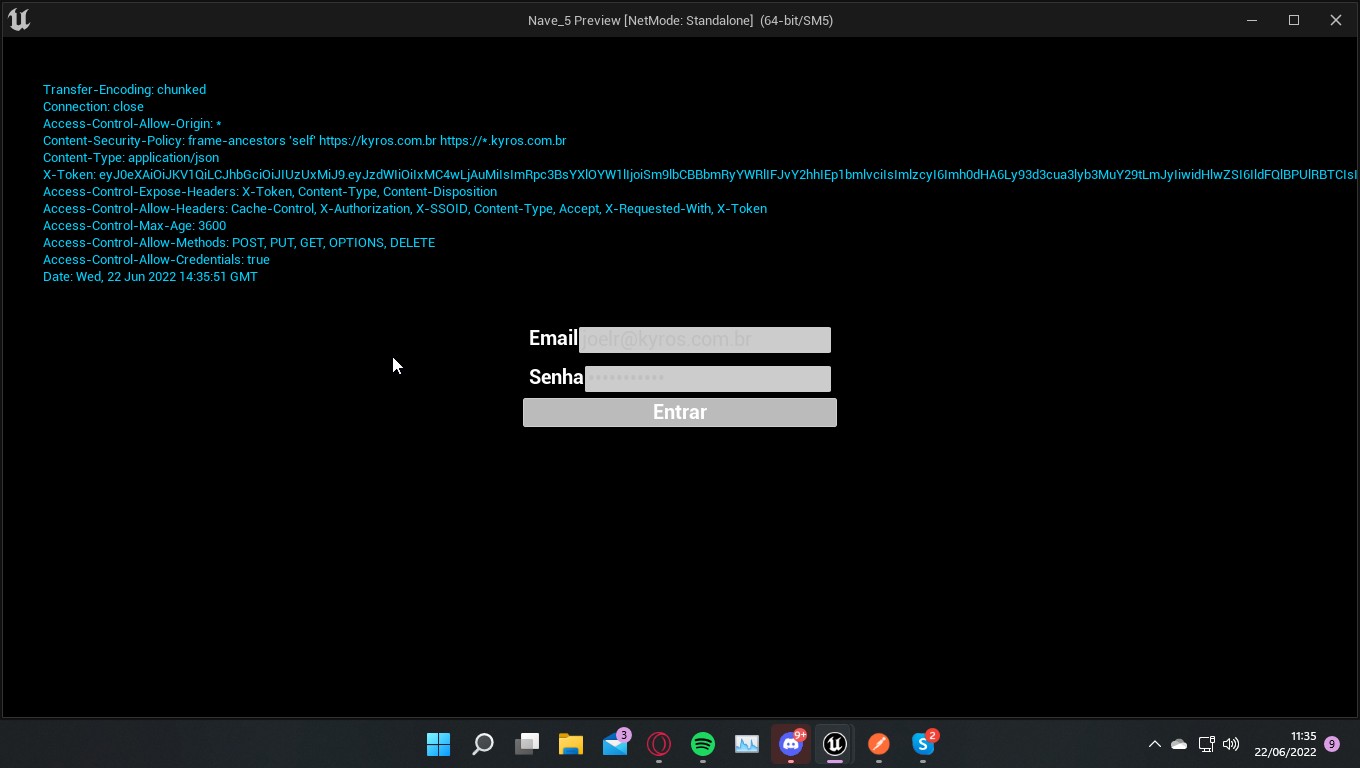 Nave_5 Preview [NetMode: Standalone] (64-bit/SM5)
Transfer-Encoding: chunked
Connection: close
Access-Control-Allow-Origin: *
Content-Security-Policy: frame-ancestors 'self' https://kyros.com.br https://*.kyros.com.br
Content-Type: application/json
X-Token:
Access-Control-Expose-Headers: X-Token, Content-Type, Content-Disposition
Access-Control-Allow-Headers: Cache-Control, X-Authorization, X-SSOID, Content-Type, Accept, X-Requested-With, X-Token
Access-Control-Max-Age: 3600
Access-Control-Allow-Methods: POST, PUT, GET, OPTIONS, DELETE
Access-Control-Allow-Credentials: true
Date: Wed, 22 Jun 2022 14:35:51 GMT
Email joelr@kyros.com.br
Senha ***********
Entrar
3
9+
2
11:35
22/06/2022
9